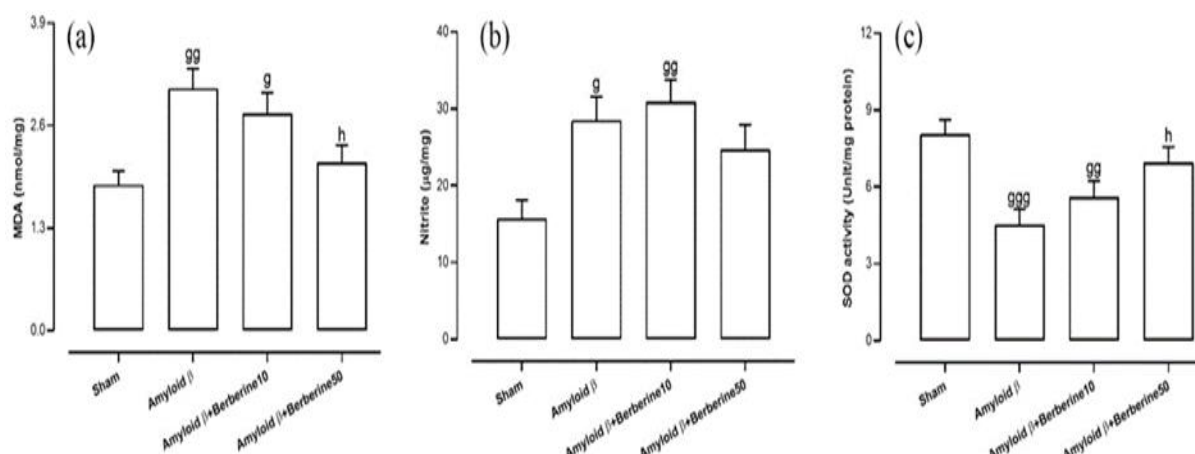 (a)
MDA (nmol/mg)
3.9
2.6
1.3
0.0
gg
g
h
Sham
Amyloid β
Amyloid β+Berberine10
Amyloid β+Berberine50
(b)
Nitrite (µg/mg)
40
30
20
10
0
g
gg
Sham
Amyloid β
Amyloid β+Berberine10
Amyloid β+Berberine50
(c)
SOD activity (Unit/mg protein)
12
9
6
3
0
ggg
gg
h
Sham
Amyloid β
Amyloid β+Berberine10
Amyloid β+Berberine50